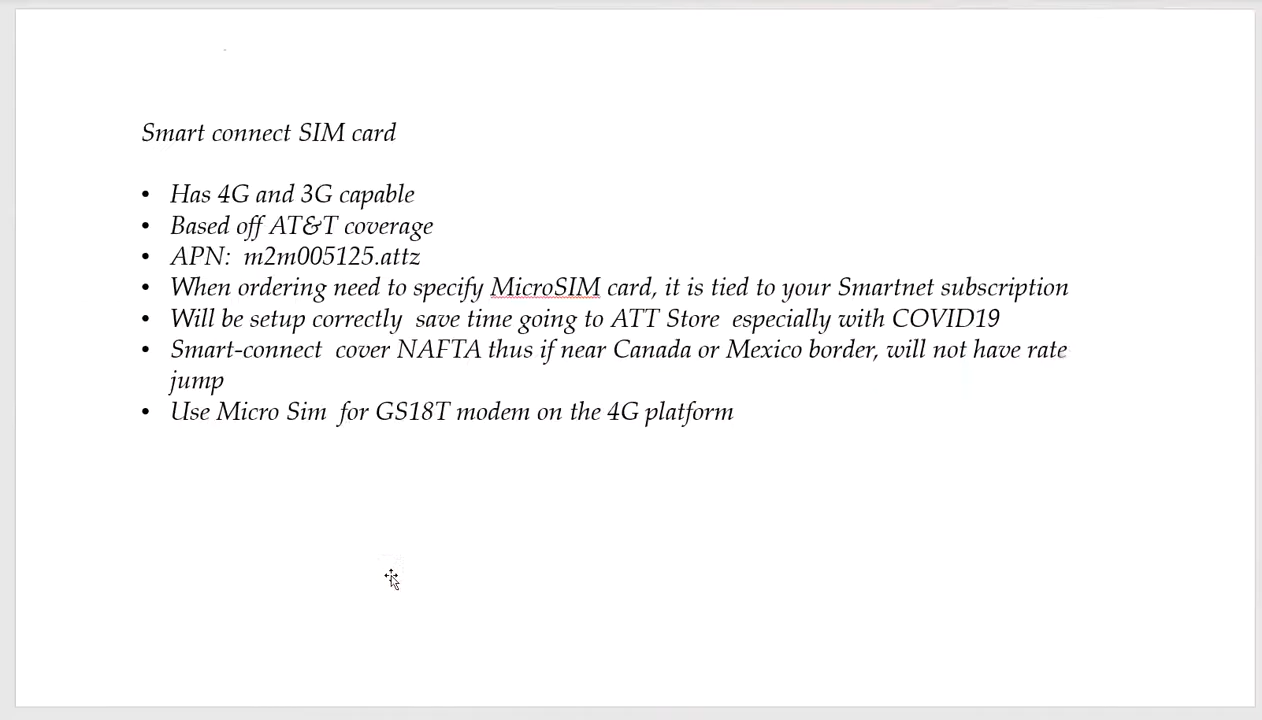 Smart connect SIM card
• Has 4G and 3G capable
• Based off AT&T coverage
• APN:  m2m005125.attz
• When ordering need to specify MicroSIM card, it is tied to your Smartnet subscription
• Will be setup correctly  save time going to ATT Store  especially with COVID19
• Smart-connect  cover NAFTA thus if near Canada or Mexico border, will not have rate
jump
• Use Micro Sim  for GS18T modem on the 4G platform